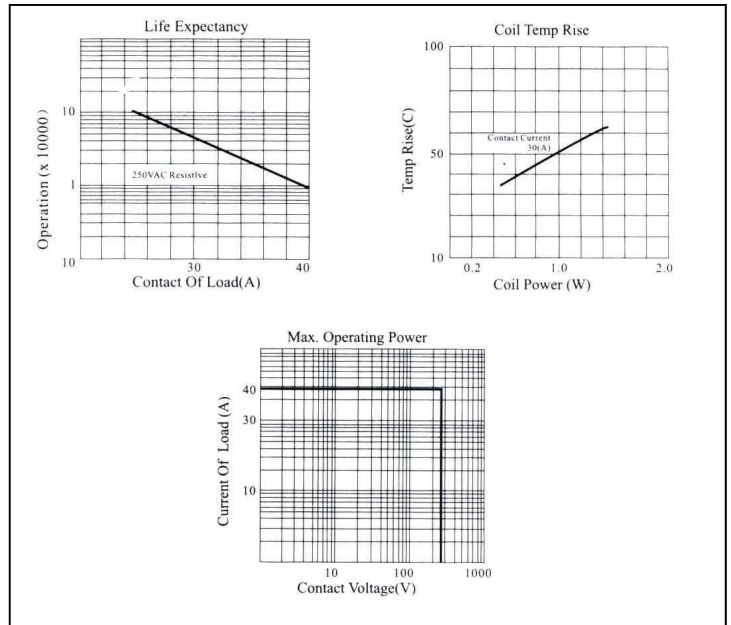 Life Expectancy
Operation (x 10000)
10
1
10
250VAC Resistive
30
40
Contact Of Load(A)
Coil Temp Rise
Temp Rise(C)
100
50
10
Contact Current
30(A)
0.2
1.0
2.0
Coil Power (W)
Max. Operating Power
Current Of Load (A)
40
30
10
10
100
1000
Contact Voltage(V)